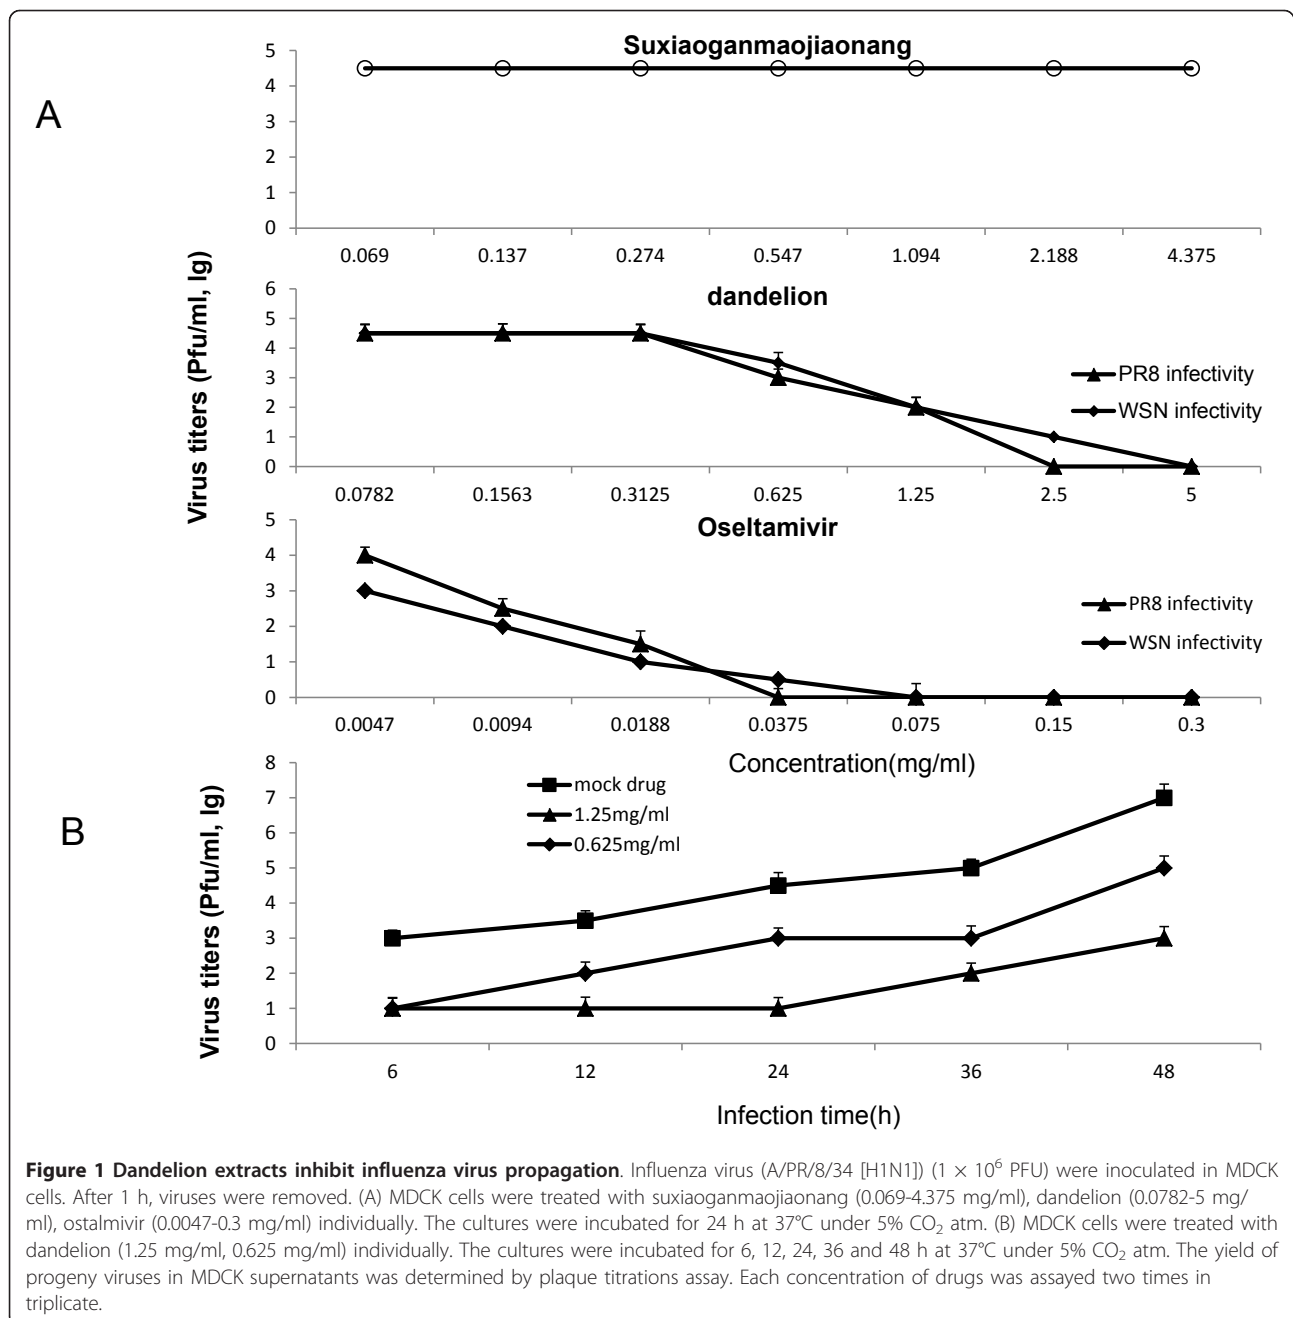 A
Suxiaoganmaojiaonang
5
4
5
4
3
2
1
0
0.069 0.137 0.274 0.547 1.094 2.188 4.375
Virus titers (Pfu/ml, lg)
dandelion
6
5
4
3
2
1
0
PR8 infectivity
WSN infectivity
0.0782 0.1563 0.3125 0.625 1.25 2.5 5
Oseltamivir
5
4
3
2
1
0
PR8 infectivity
WSN infectivity
0.0047 0.0094 0.0188 0.0375 0.075 0.15 0.3
Concentration(mg/ml)
B
Virus titers (Pfu/ml, lg)
8
7
6
5
4
3
2
1
0
mock drug
1.25mg/ml
0.625mg/ml
6 12 24 36 48
Infection time(h)
Figure 1 Dandelion extracts inhibit influenza virus propagation. Influenza virus (A/PR/8/34 [H1N1]) (1 × 10⁶ PFU) were inoculated in MDCK
cells. After 1 h, viruses were removed. (A) MDCK cells were treated with suxiaoganmaojiaonang (0.069-4.375 mg/ml), dandelion (0.0782-5 mg/
ml), ostalmivir (0.0047-0.3 mg/ml) individually. The cultures were incubated for 24 h at 37°C under 5% CO₂ atm. (B) MDCK cells were treated with
dandelion (1.25 mg/ml, 0.625 mg/ml) individually. The cultures were incubated for 6, 12, 24, 36 and 48 h at 37°C under 5% CO₂ atm. The yield of
progeny viruses in MDCK supernatants was determined by plaque titrations assay. Each concentration of drugs was assayed two times in
triplicate.